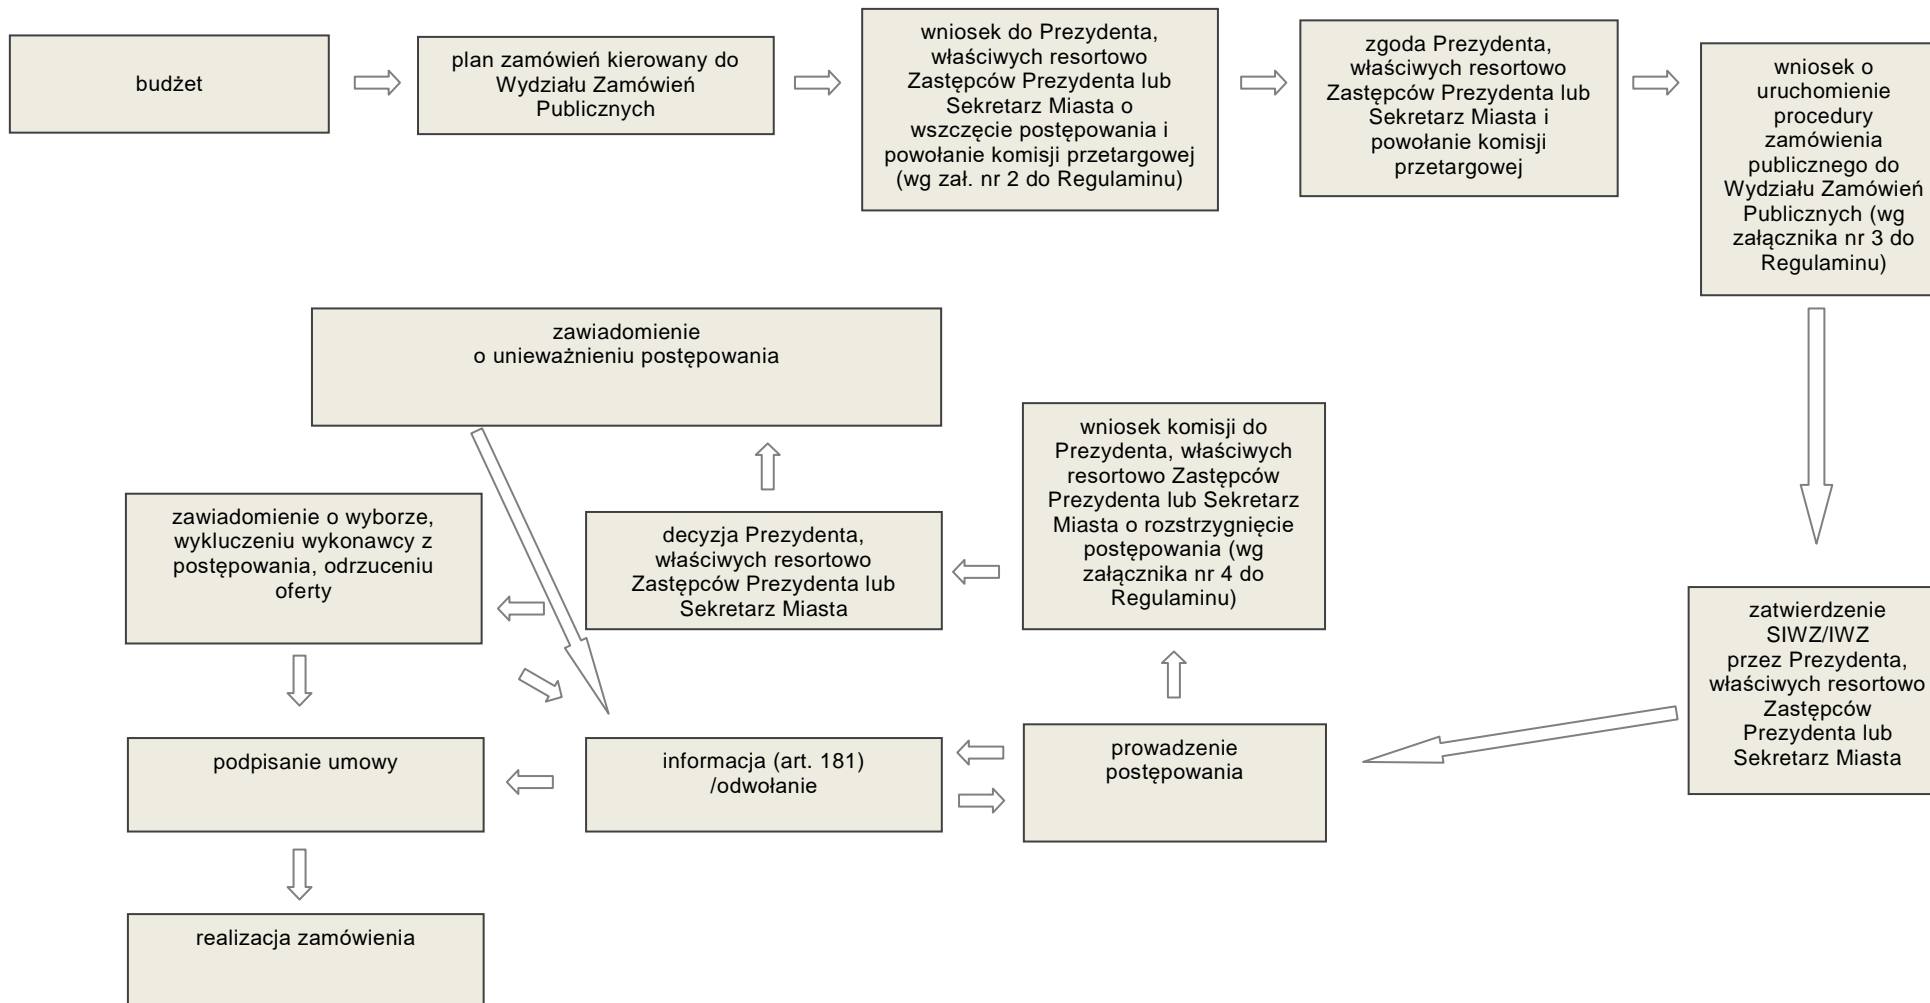 budżet
plan zamówień kierowany do
Wydziału Zamówień
Publicznych
wniosek do Prezydenta,
właściwych resortowo
Zastępców Prezydenta lub
Sekretarz Miasta o
wszczęcie postępowania i
powołanie komisji przetargowej
(wg zał. nr 2 do Regulaminu)
zgoda Prezydenta,
właściwych resortowo
Zastępców Prezydenta lub
Sekretarz Miasta i
powołanie komisji
przetargowej
wniosek o
uruchomienie
procedury
zamówienia
publicznego do
Wydziału Zamówień
Publicznych (wg
załącznika nr 3 do
Regulaminu)
zawiadomienie
o unieważnieniu postępowania
wniosek komisji do
Prezydenta, właściwych
resortowo Zastępców
Prezydenta lub Sekretarz
Miasta o rozstrzygnięcie
postępowania (wg
załącznika nr 4 do
Regulaminu)
zawiadomienie o wyborze,
wykluczeniu wykonawcy z
postępowania, odrzuceniu
oferty
decyzja Prezydenta,
właściwych resortowo
Zastępców Prezydenta lub
Sekretarz Miasta
zatwierdzenie
SIWZ/IWZ
przez Prezydenta,
właściwych resortowo
Zastępców
Prezydenta lub
Sekretarz Miasta
podpisanie umowy
informacja (art. 181)
/odwołanie
prowadzenie
postępowania
realizacja zamówienia